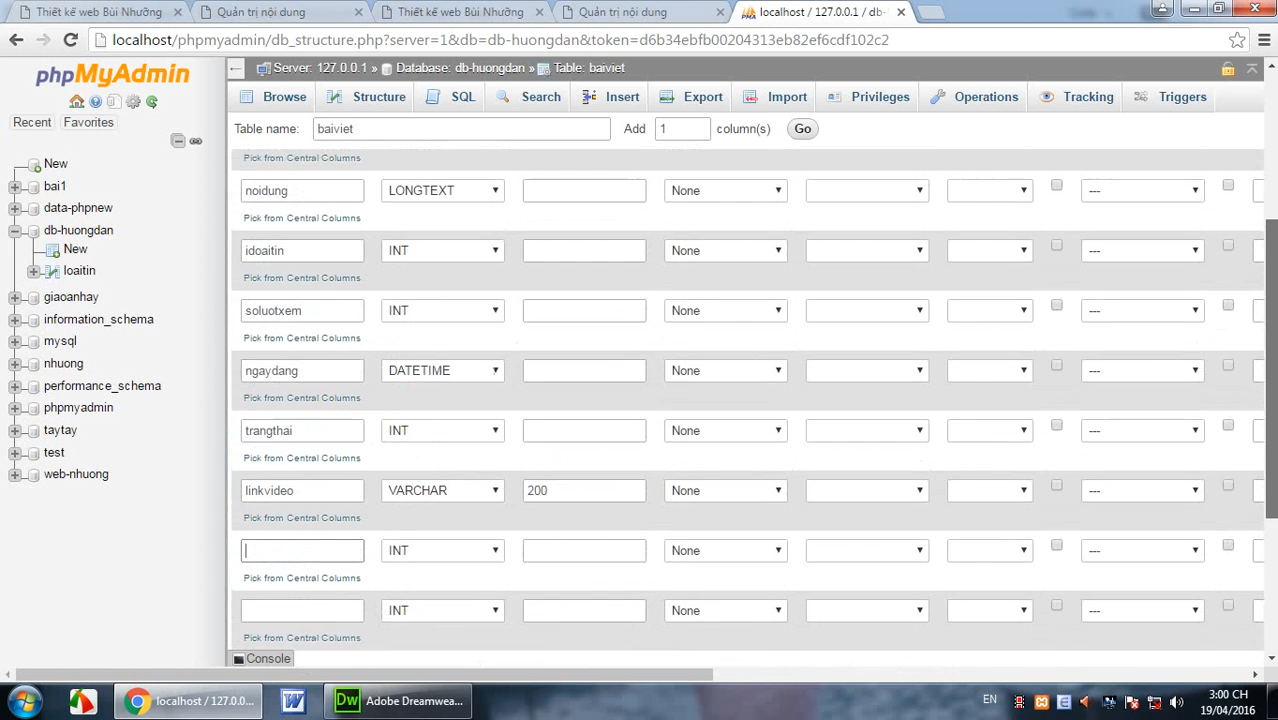 Thiết kế web Bùi Nhưỡng
Quản trị nội dung
Thiết kế web Bùi Nhưỡng
Quản trị nội dung
localhost / 127.0.0.1 / db-
localhost/phpmyadmin/db_structure.php?server=1&db=db-huongdan&token=d6b34ebfb00204313eb82ef6cdf102c2
phpMyAdmin
Recent
Favorites
New
bai1
data-phpnew
db-huongdan
New
loaitin
giaoanhay
information_schema
mysql
nhuong
performance_schema
phpmyadmin
taytay
test
web-nhuong
Server: 127.0.0.1 » Database: db-huongdan » Table: baiviet
Browse Structure SQL Search Insert Export Import Privileges Operations Tracking Triggers
Table name: baiviet Add 1 column(s) Go
Pick from Central Columns
noidung LONGTEXT None ---
Pick from Central Columns
idoaitin INT None ---
Pick from Central Columns
soluotxem INT None ---
Pick from Central Columns
ngaydang DATETIME None ---
Pick from Central Columns
trangthai INT None ---
Pick from Central Columns
linkvideo VARCHAR 200 None ---
Pick from Central Columns
INT None ---
Pick from Central Columns
INT None ---
Pick from Central Columns
Console
localhost / 127.0.0...
Adobe Dreamwea...
EN
3:00 CH
19/04/2016